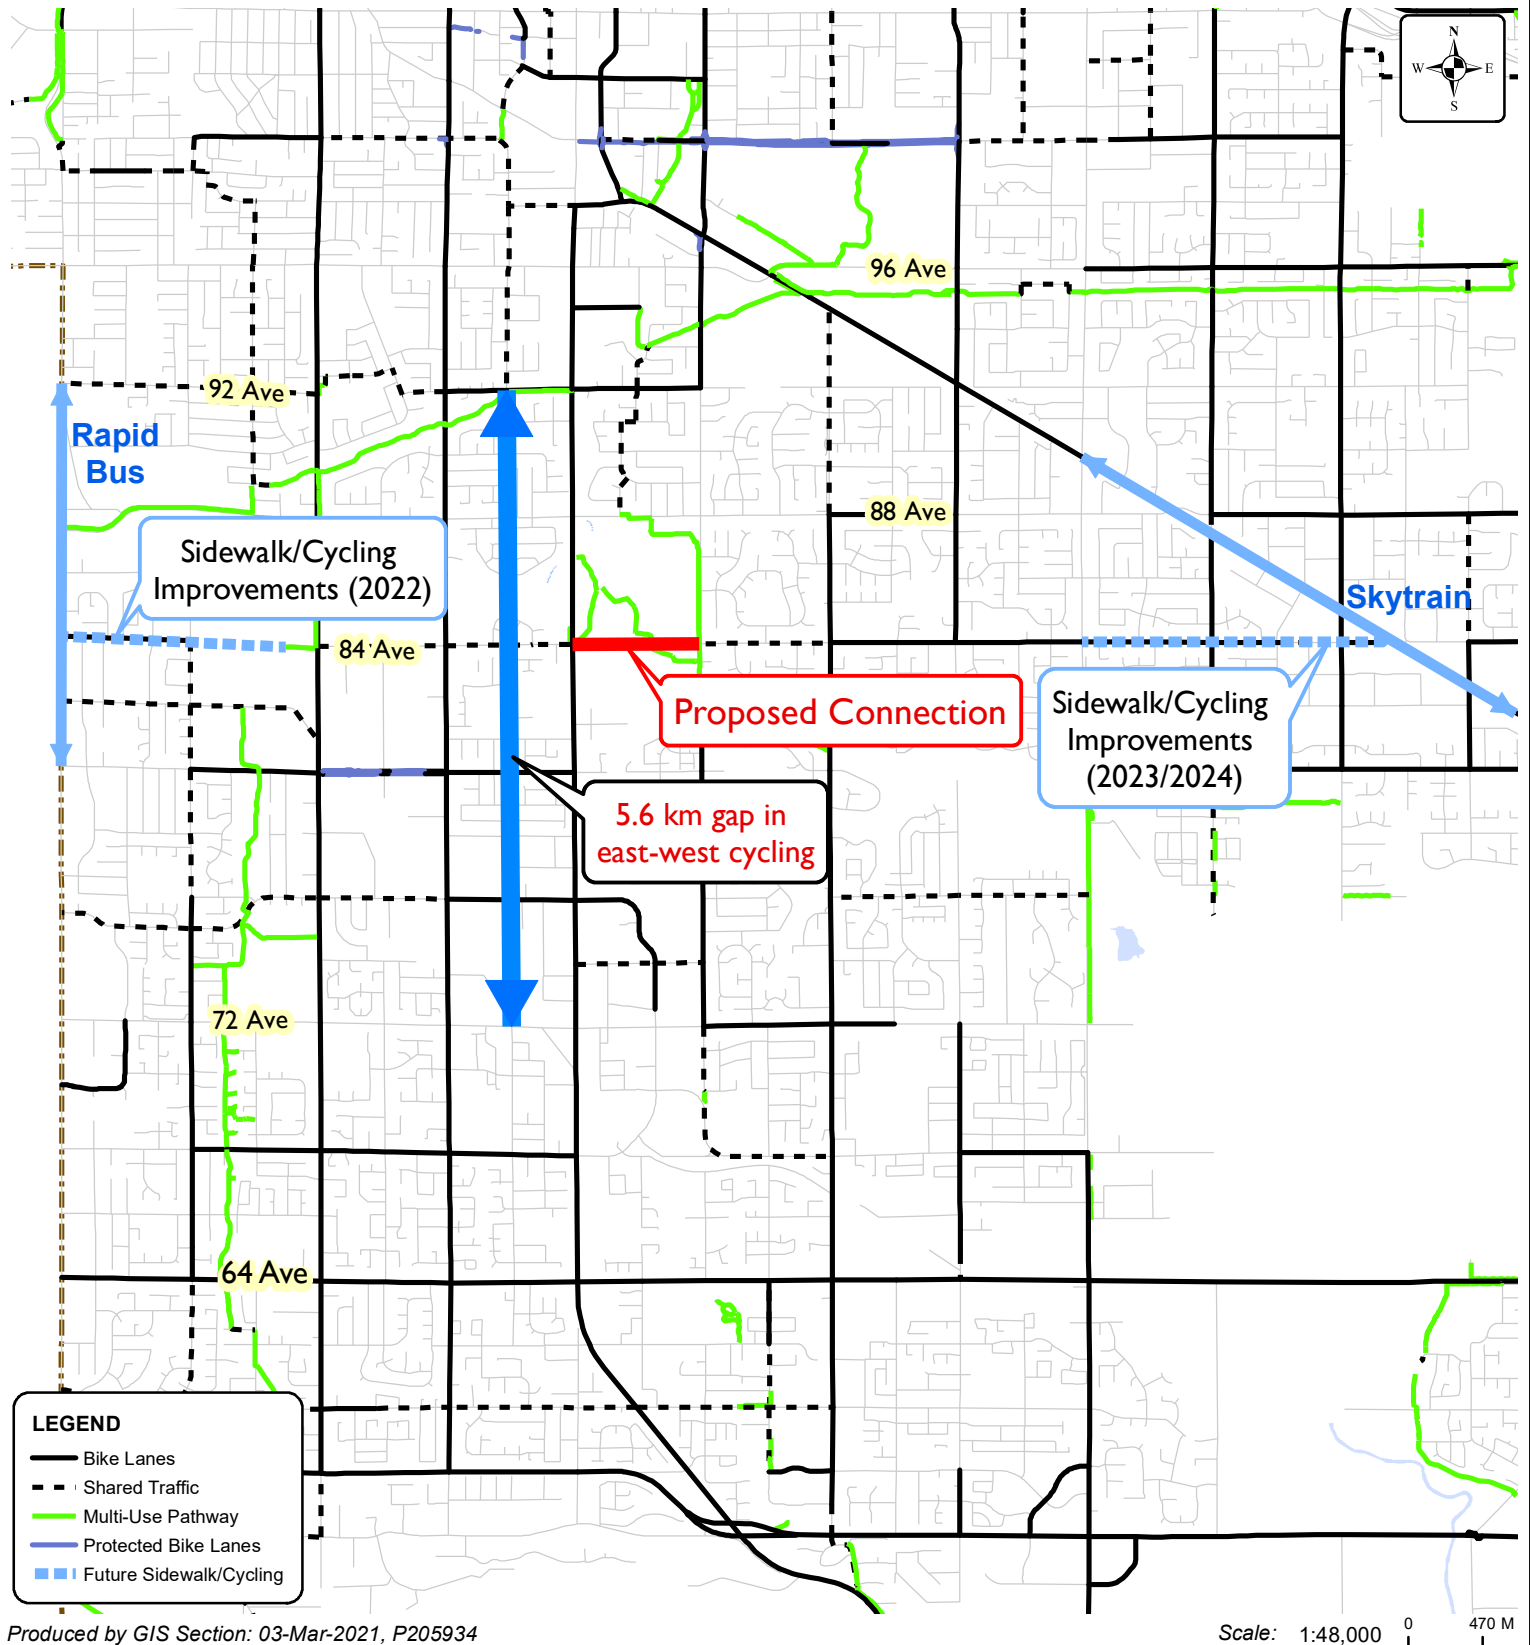 N
W E
S
96 Ave
92 Ave
Rapid
Bus
88 Ave
Sidewalk/Cycling
Improvements (2022)
Skytrain
84 Ave
Proposed Connection
Sidewalk/Cycling
Improvements
(2023/2024)
5.6 km gap in
east-west cycling
72 Ave
64 Ave
LEGEND
Bike Lanes
Shared Traffic
Multi-Use Pathway
Protected Bike Lanes
Future Sidewalk/Cycling
Produced by GIS Section: 03-Mar-2021, P205934
Scale: 1:48,000 0 470 M